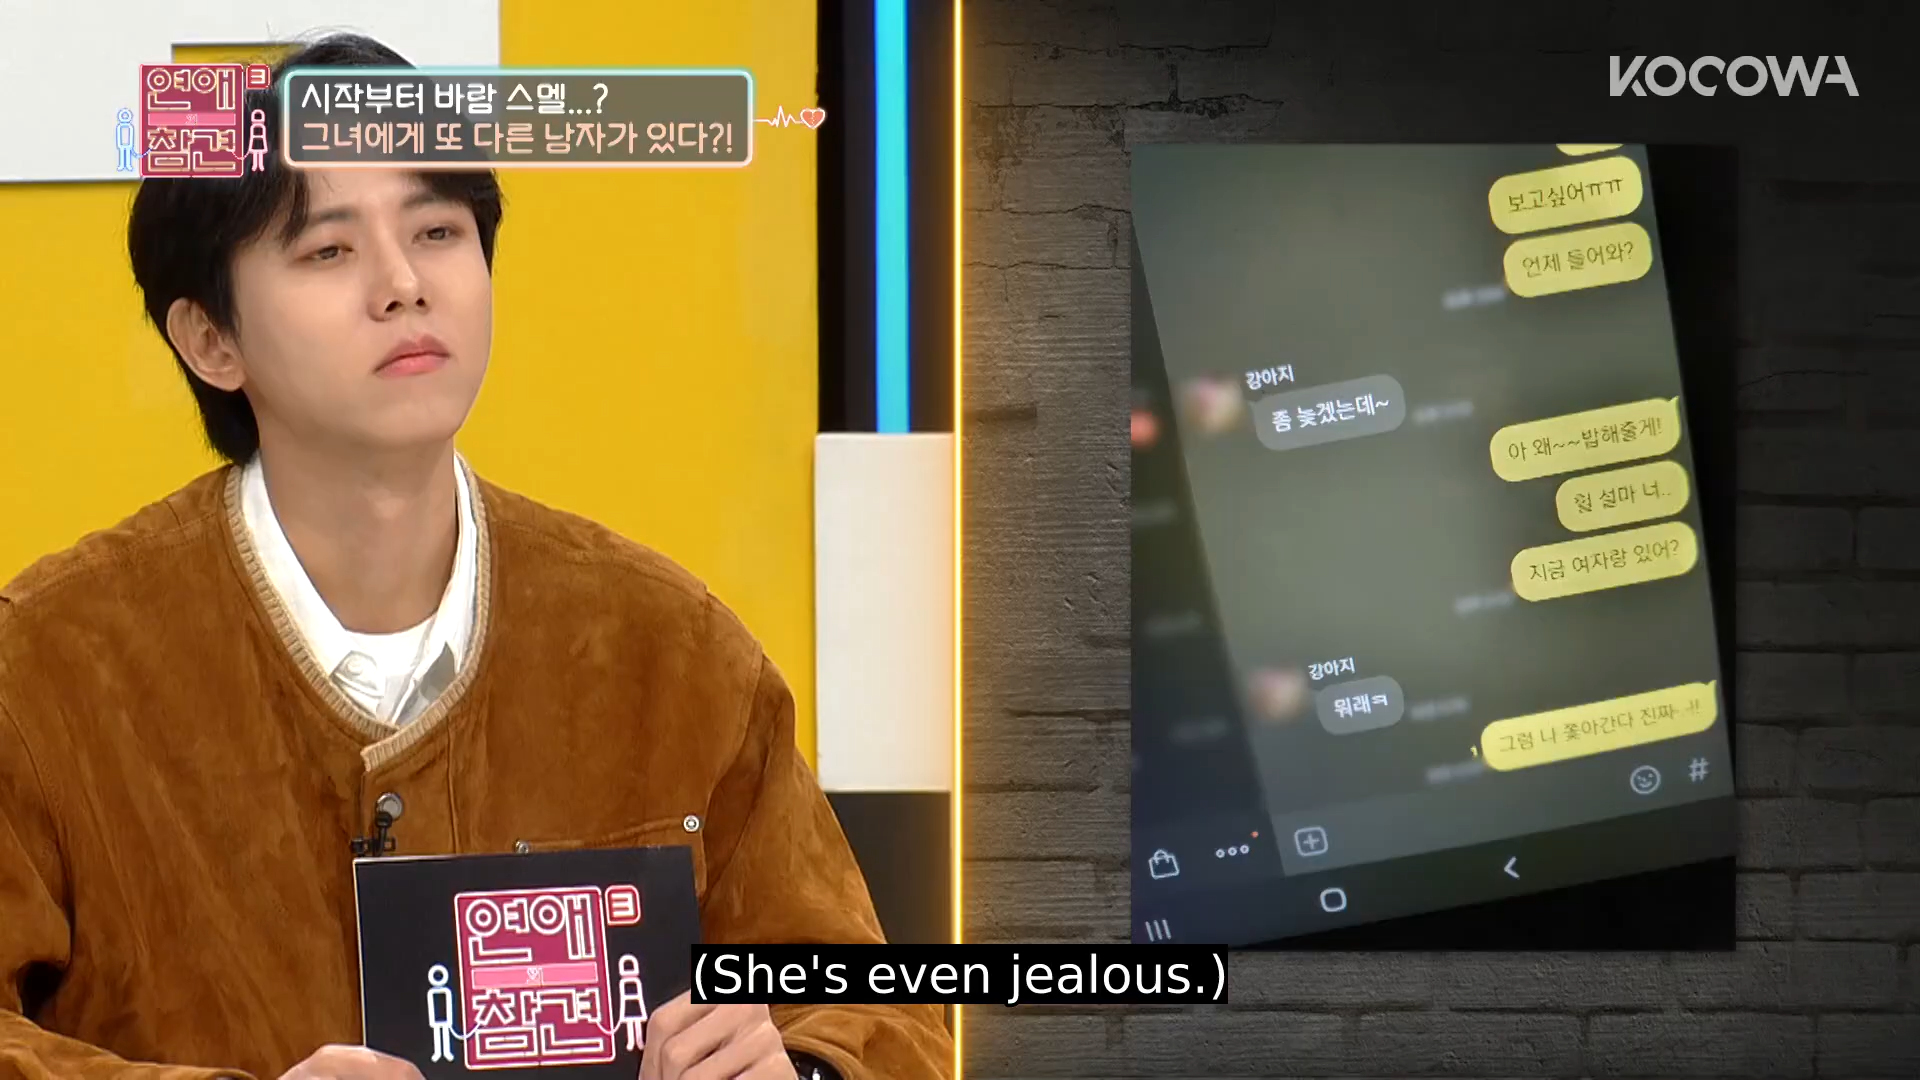 연애의 참견 3
시작부터 바람 스멜...?
그녀에게 또 다른 남자가 있다?!
KOCOWA
보고싶어ㅠㅠ
언제 들어와?
강아지
좀 늦겠는데~
아 왜~~밥해줄게!
헐 설마 너..
지금 여자랑 있어?
강아지
뭐래ㅋ
1
그럼 나 쫓아간다 진짜
연애의 참견 3
(She's even jealous.)